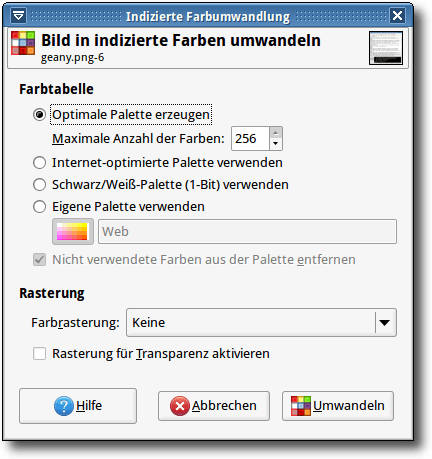 Indizierte Farbumwandlung
Bild in indizierte Farben umwandeln
geany.png-6
Farbtabelle
Optimale Palette erzeugen
Maximale Anzahl der Farben: 256
Internet-optimierte Palette verwenden
Schwarz/Weiß-Palette (1-Bit) verwenden
Eigene Palette verwenden
Web
Nicht verwendete Farben aus der Palette entfernen
Rasterung
Farbrasterung: Keine
Rasterung für Transparenz aktivieren
Hilfe Abbrechen Umwandeln